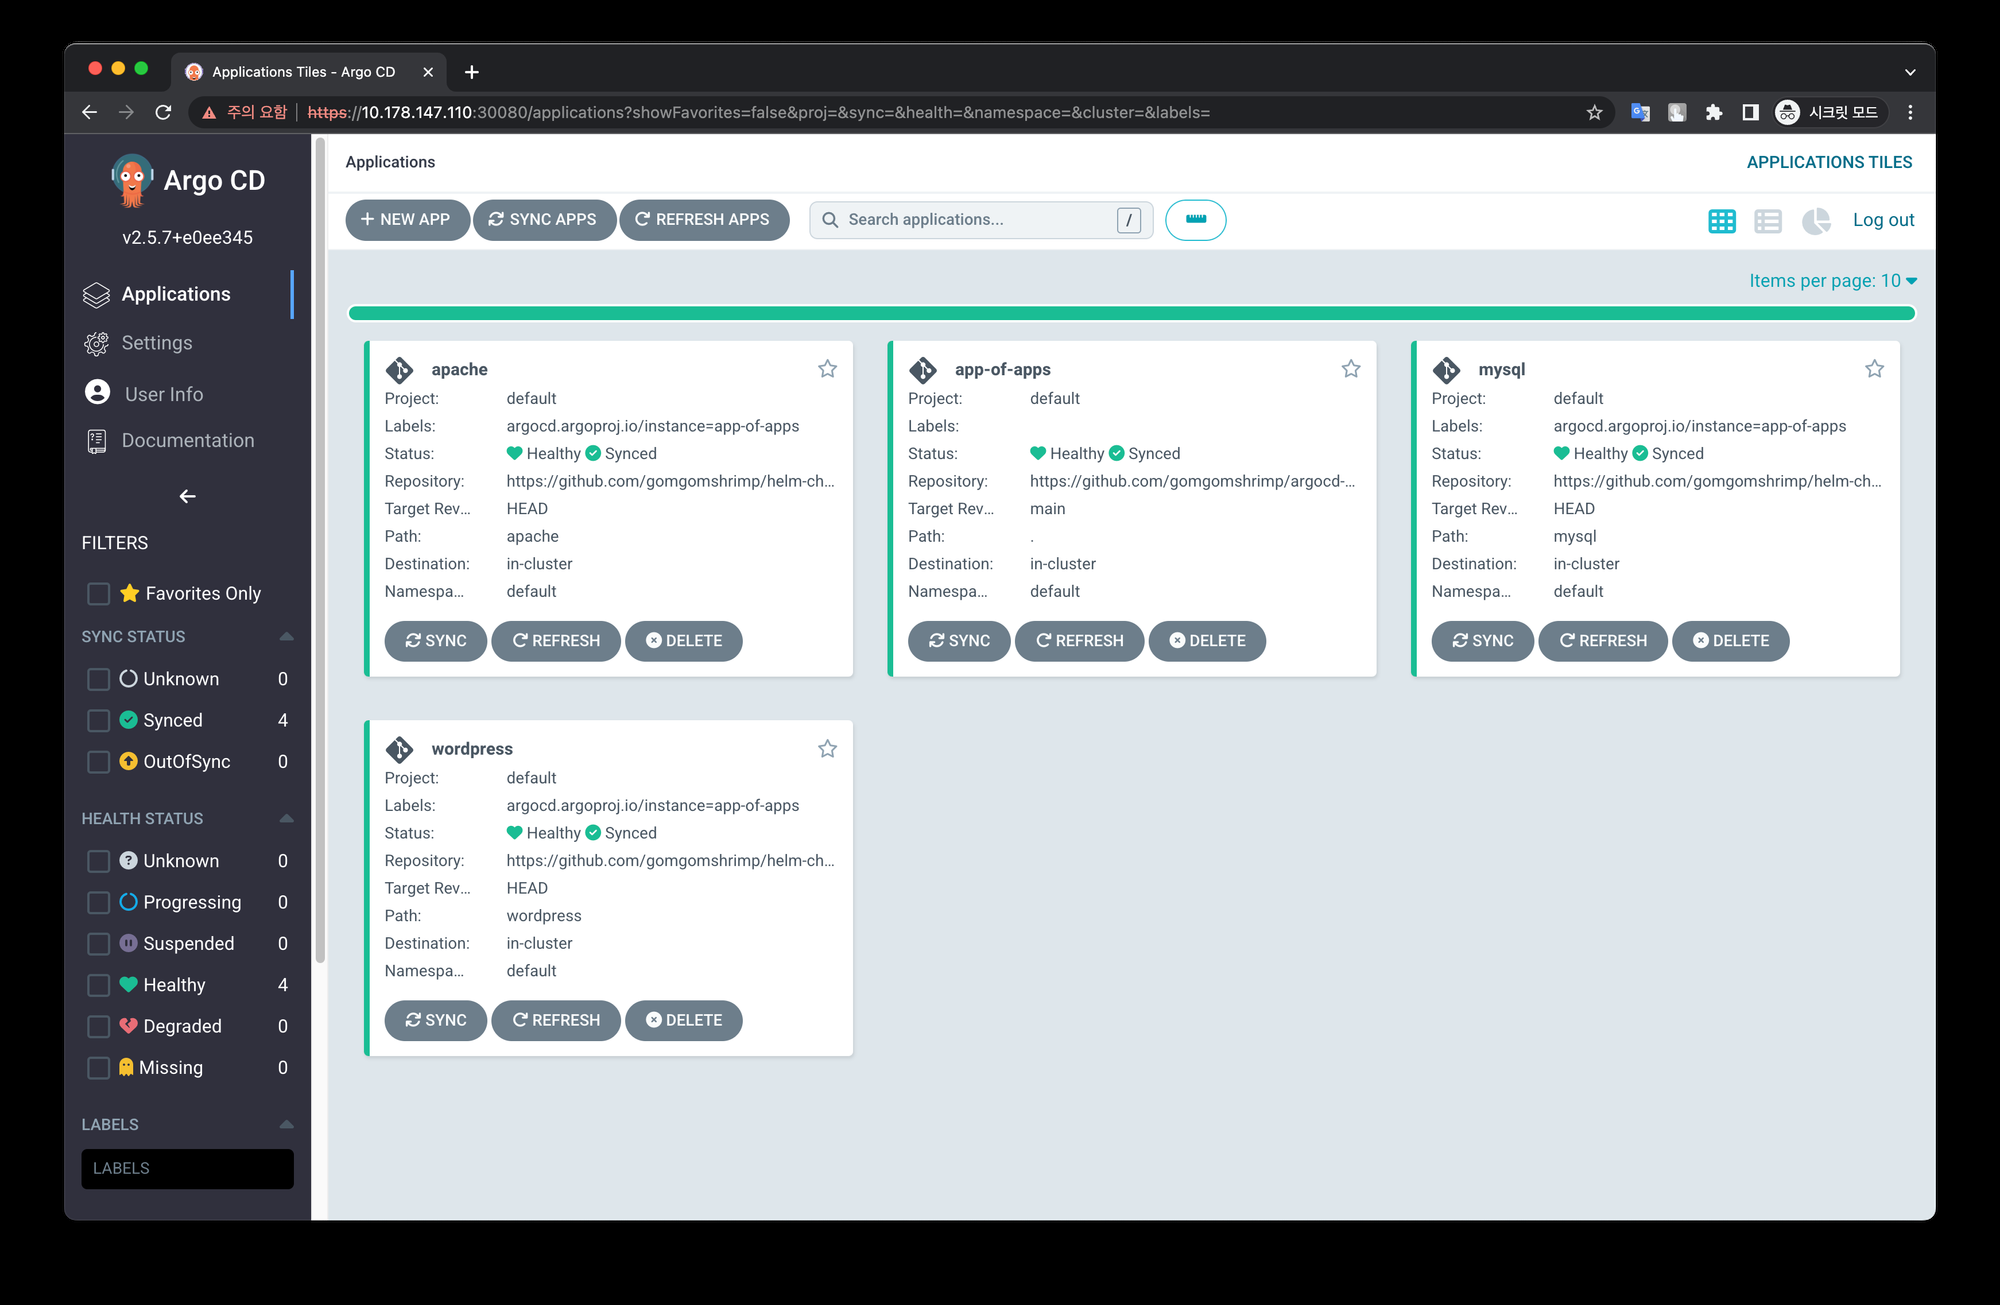 Applications Tiles - Argo CD
주의 요함 https://10.178.147.110:30080/applications?showFavorites=false&proj=&sync=&health=&namespace=&cluster=&labels=
시크릿 모드
Argo CD
v2.5.7+e0ee345
Applications
Settings
User Info
Documentation
FILTERS
Favorites Only
SYNC STATUS
Unknown 0
Synced 4
OutOfSync 0
HEALTH STATUS
Unknown 0
Progressing 0
Suspended 0
Healthy 4
Degraded 0
Missing 0
LABELS
LABELS
Applications
APPLICATIONS TILES
+ NEW APP SYNC APPS REFRESH APPS Search applications... / Log out
Items per page: 10
apache
Project: default
Labels: argocd.argoproj.io/instance=app-of-apps
Status: Healthy Synced
Repository: https://github.com/gomgomshrimp/helm-ch...
Target Rev... HEAD
Path: apache
Destination: in-cluster
Namespa... default
SYNC REFRESH DELETE
app-of-apps
Project: default
Labels:
Status: Healthy Synced
Repository: https://github.com/gomgomshrimp/argocd-...
Target Rev... main
Path: .
Destination: in-cluster
Namespa... default
SYNC REFRESH DELETE
mysql
Project: default
Labels: argocd.argoproj.io/instance=app-of-apps
Status: Healthy Synced
Repository: https://github.com/gomgomshrimp/helm-ch...
Target Rev... HEAD
Path: mysql
Destination: in-cluster
Namespa... default
SYNC REFRESH DELETE
wordpress
Project: default
Labels: argocd.argoproj.io/instance=app-of-apps
Status: Healthy Synced
Repository: https://github.com/gomgomshrimp/helm-ch...
Target Rev... HEAD
Path: wordpress
Destination: in-cluster
Namespa... default
SYNC REFRESH DELETE